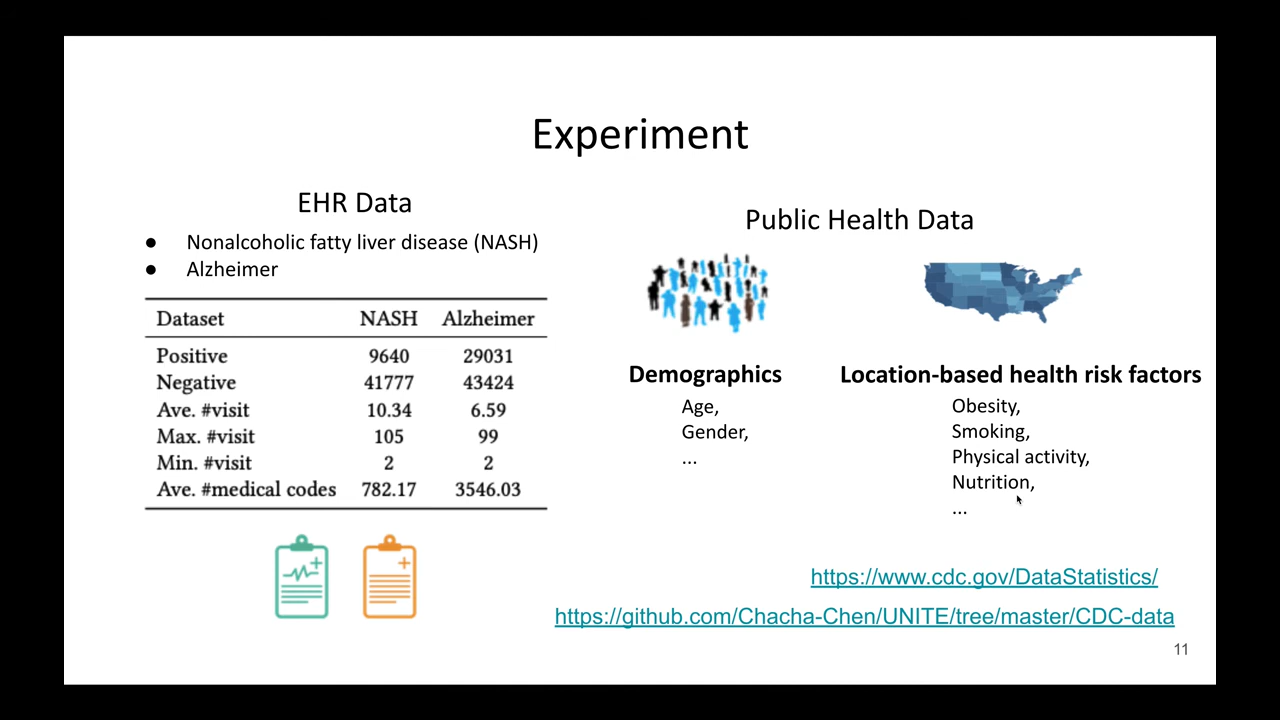 Experiment
EHR Data
● Nonalcoholic fatty liver disease (NASH)
● Alzheimer
Dataset NASH Alzheimer
Positive 9640 29031
Negative 41777 43424
Ave. #visit 10.34 6.59
Max. #visit 105 99
Min. #visit 2 2
Ave. #medical codes 782.17 3546.03
Public Health Data
Demographics
Age,
Gender,
...
Location-based health risk factors
Obesity,
Smoking,
Physical activity,
Nutrition,
...
https://www.cdc.gov/DataStatistics/
https://github.com/Chacha-Chen/UNITE/tree/master/CDC-data
11